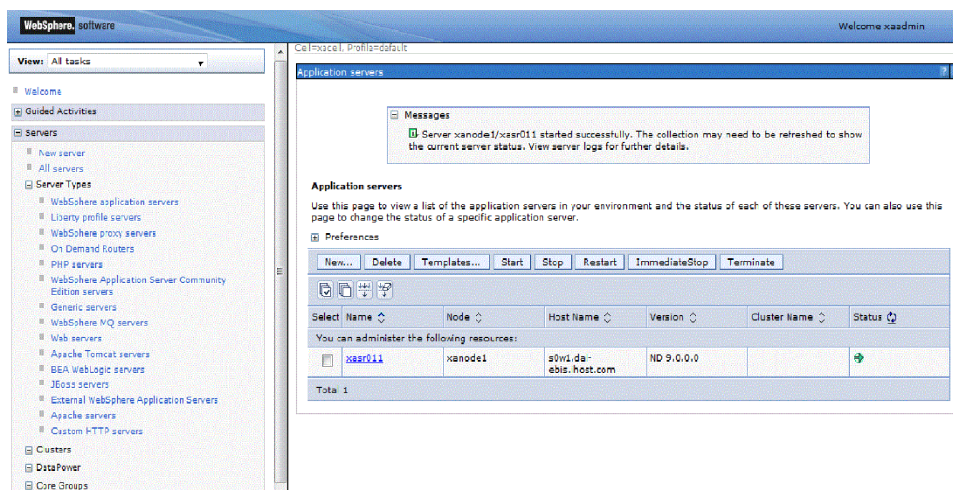 WebSphere. software
Welcome xaadmin
View: All tasks
Cell=xacell, Profile=default
Welcome
Guided Activities
Servers
New server
All servers
Server Types
WebSphere application servers
Liberty profile servers
WebSphere proxy servers
On Demand Routers
PHP servers
WebSphere Application Server Community
Edition servers
Generic servers
WebSphere MQ servers
Web servers
Apache Tomcat servers
BEA WebLogic servers
JBoss servers
External WebSphere Application Servers
Apache servers
Custom HTTP servers
Clusters
DataPower
Core Groups
Application servers
?
Messages
Server xanode1/xasr011 started successfully. The collection may need to be refreshed to show
the current server status. View server logs for further details.
Application servers
Use this page to view a list of the application servers in your environment and the status of each of these servers. You can also use this
page to change the status of a specific application server.
Preferences
New... Delete Templates... Start Stop Restart ImmediateStop Terminate
Select Name Node Host Name Version Cluster Name Status
You can administer the following resources:
xasr011 xanode1 ND 9.0.0.0
ebis.host.com
Total 1